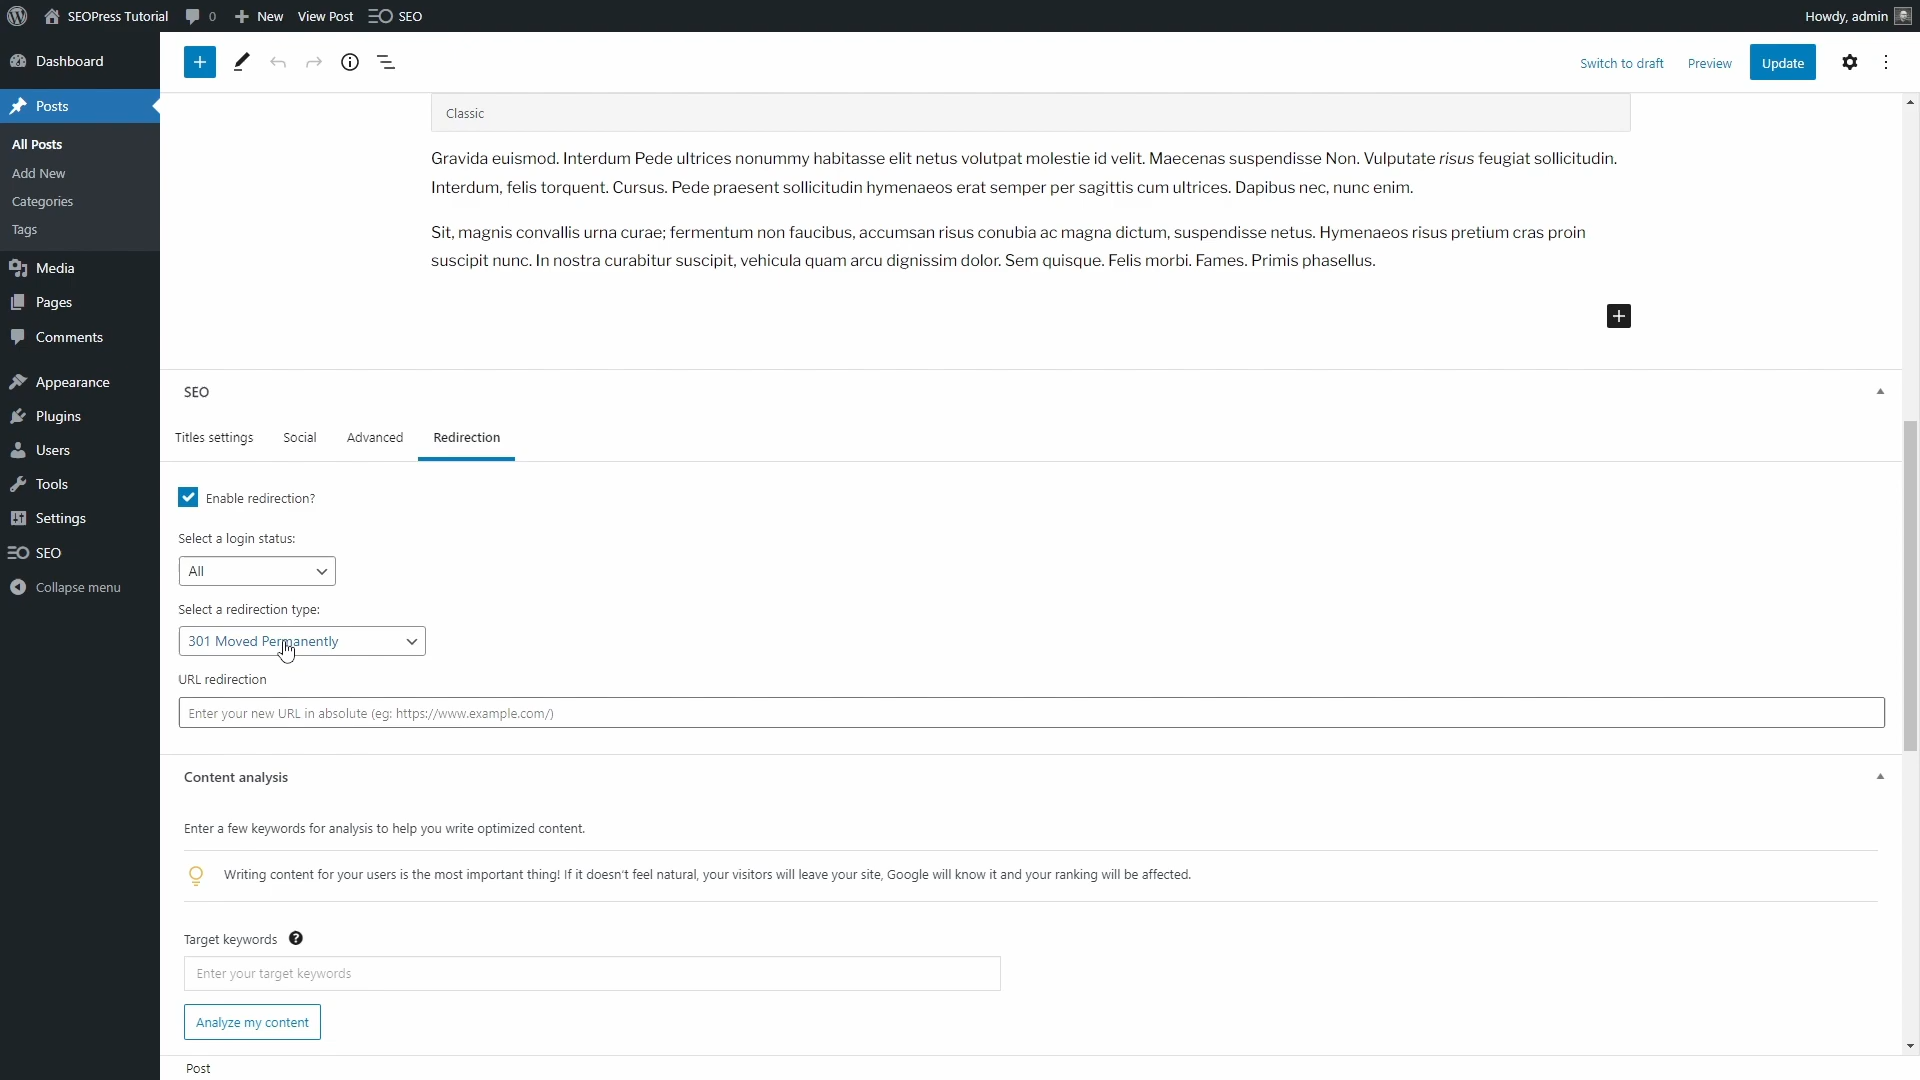 SEOPress Tutorial 0 New View Post SEO Howdy, admin
Dashboard
Posts
All Posts
Add New
Categories
Tags
Media
Pages
Comments
Appearance
Plugins
Users
Tools
Settings
SEO
Collapse menu
Switch to draft Preview Update
Classic
Gravida euismod. Interdum Pede ultrices nonummy habitasse elit netus volutpat molestie id velit. Maecenas suspendisse Non. Vulputate risus feugiat sollicitudin.
Interdum, felis torquent. Cursus. Pede praesent sollicitudin hymenaeos erat semper per sagittis cum ultrices. Dapibus nec, nunc enim.
Sit, magnis convallis urna curae; fermentum non faucibus, accumsan risus conubia ac magna dictum, suspendisse netus. Hymenaeos risus pretium cras proin
suscipit nunc. In nostra curabitur suscipit, vehicula quam arcu dignissim dolor. Sem quisque. Felis morbi. Fames. Primis phasellus.
SEO
Titles settings Social Advanced Redirection
Enable redirection?
Select a login status:
All
Select a redirection type:
301 Moved Permanently
URL redirection
Enter your new URL in absolute (eg: https://www.example.com/)
Content analysis
Enter a few keywords for analysis to help you write optimized content.
Writing content for your users is the most important thing! If it doesn't feel natural, your visitors will leave your site, Google will know it and your ranking will be affected.
Target keywords
Enter your target keywords
Analyze my content
Post